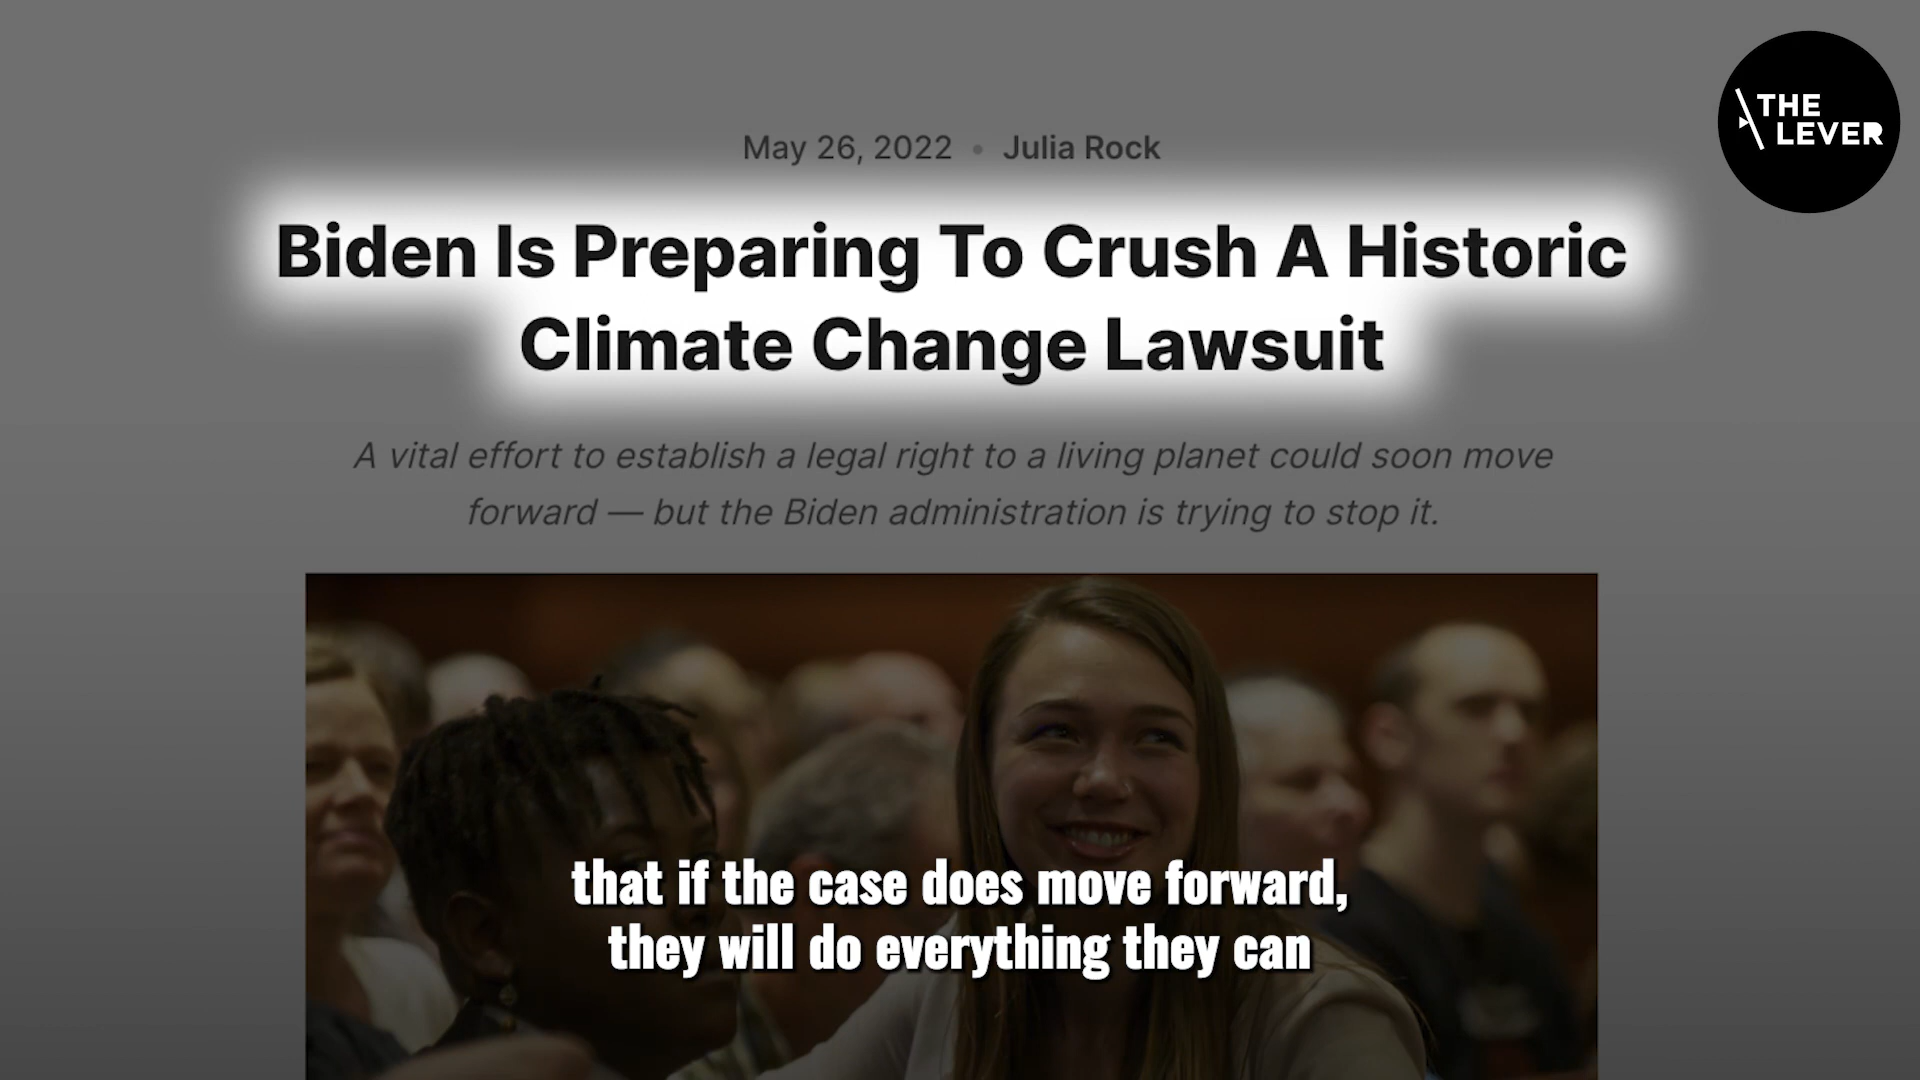 THE
LEVER
May 26, 2022 • Julia Rock
Biden Is Preparing To Crush A Historic
Climate Change Lawsuit
A vital effort to establish a legal right to a living planet could soon move
forward — but the Biden administration is trying to stop it.
that if the case does move forward,
they will do everything they can